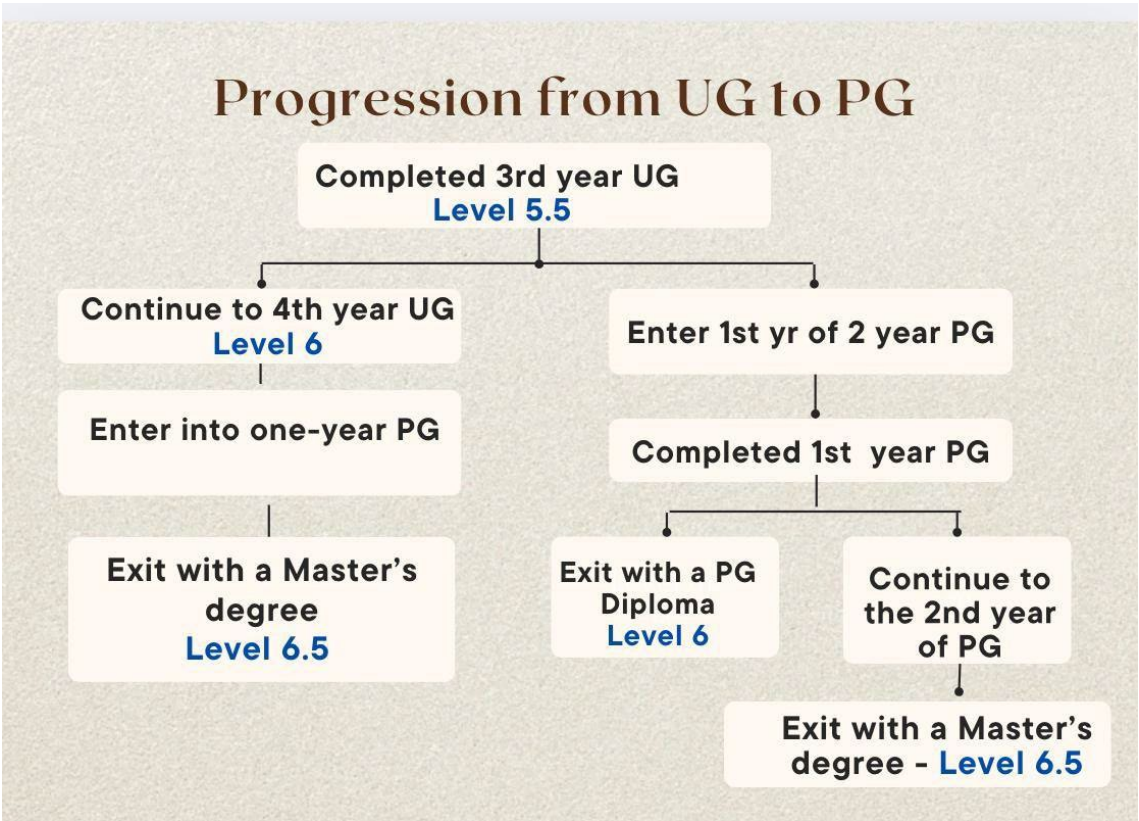 Progression from UG to PG
Completed 3rd year UG
Level 5.5
Continue to 4th year UG
Level 6
Enter into one-year PG
Exit with a Master's
degree
Level 6.5
Enter 1st yr of 2 year PG
Completed 1st year PG
Exit with a PG
Diploma
Level 6
Continue to
the 2nd year
of PG
Exit with a Master's
degree - Level 6.5